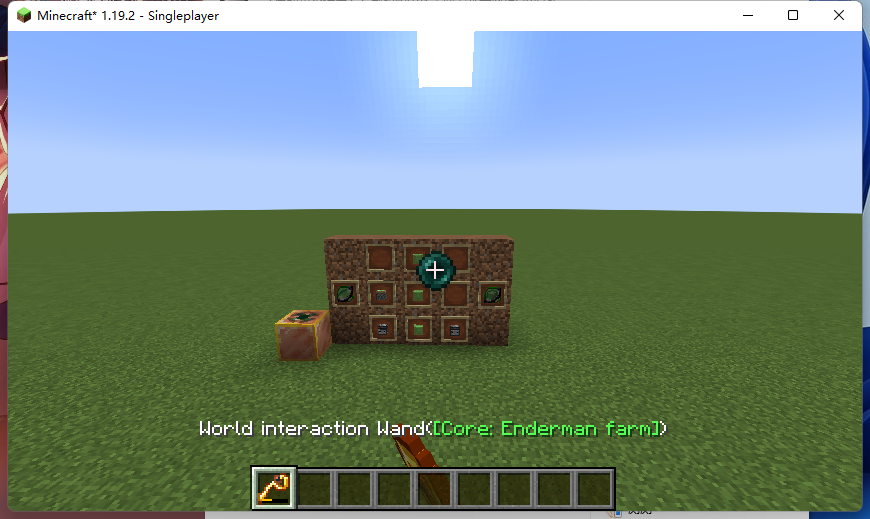 Minecraft* 1.19.2 - Singleplayer
World interaction Wand([Core: Enderman farm])